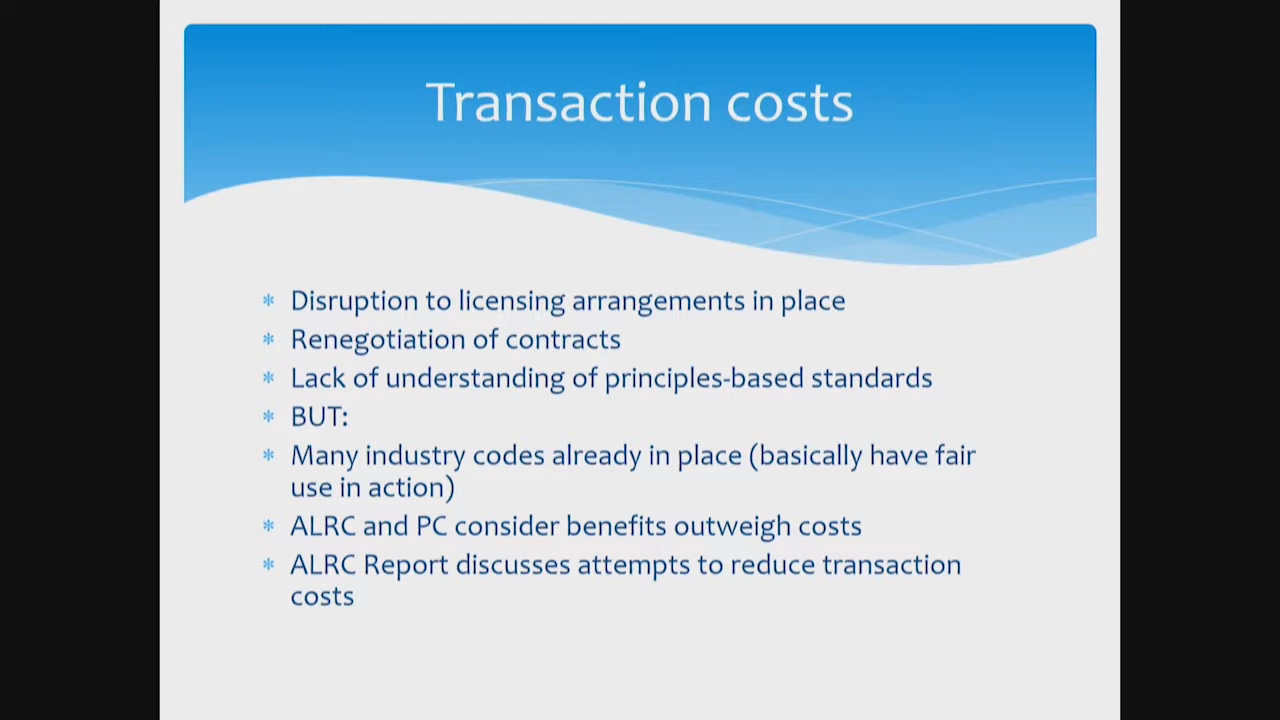 Transaction costs
* Disruption to licensing arrangements in place
* Renegotiation of contracts
* Lack of understanding of principles-based standards
* BUT:
* Many industry codes already in place (basically have fair
use in action)
* ALRC and PC consider benefits outweigh costs
* ALRC Report discusses attempts to reduce transaction
costs